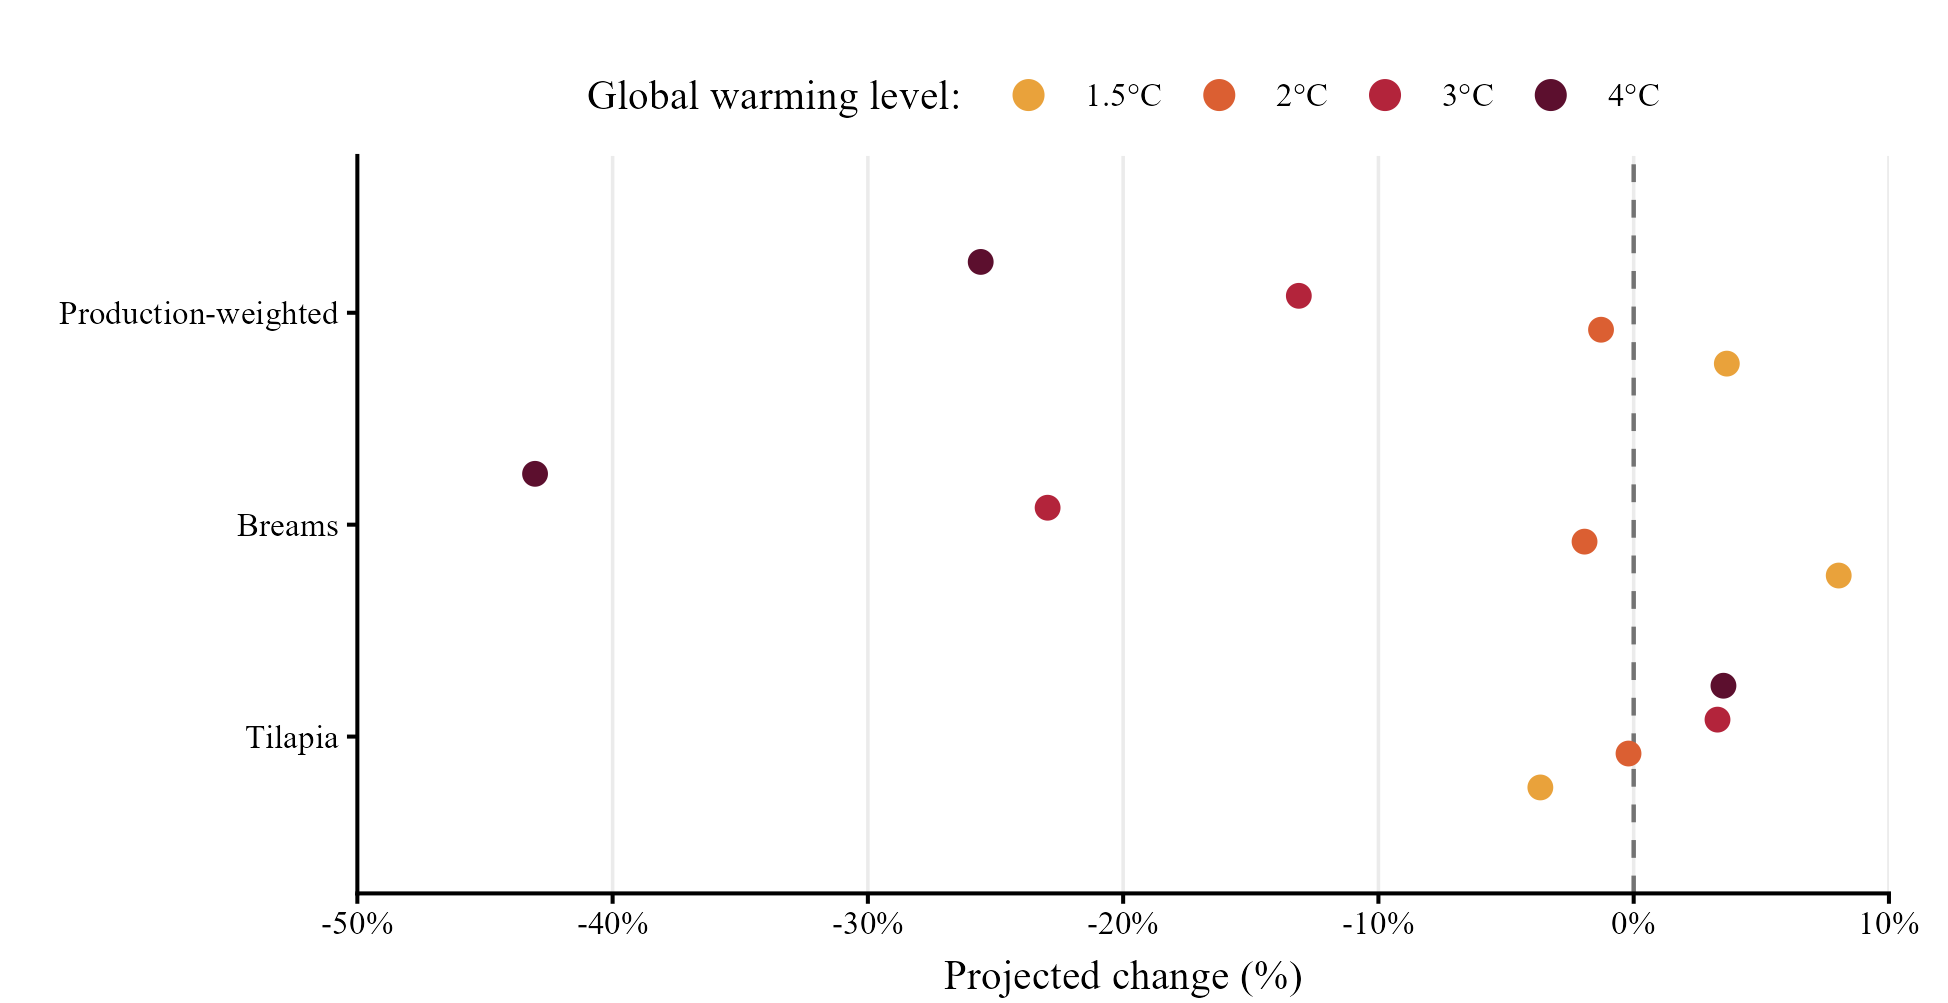 Global warming level: 1.5°C 2°C 3°C 4°C
Production-weighted
Breams
Tilapia
-50% -40% -30% -20% -10% 0% 10%
Projected change (%)